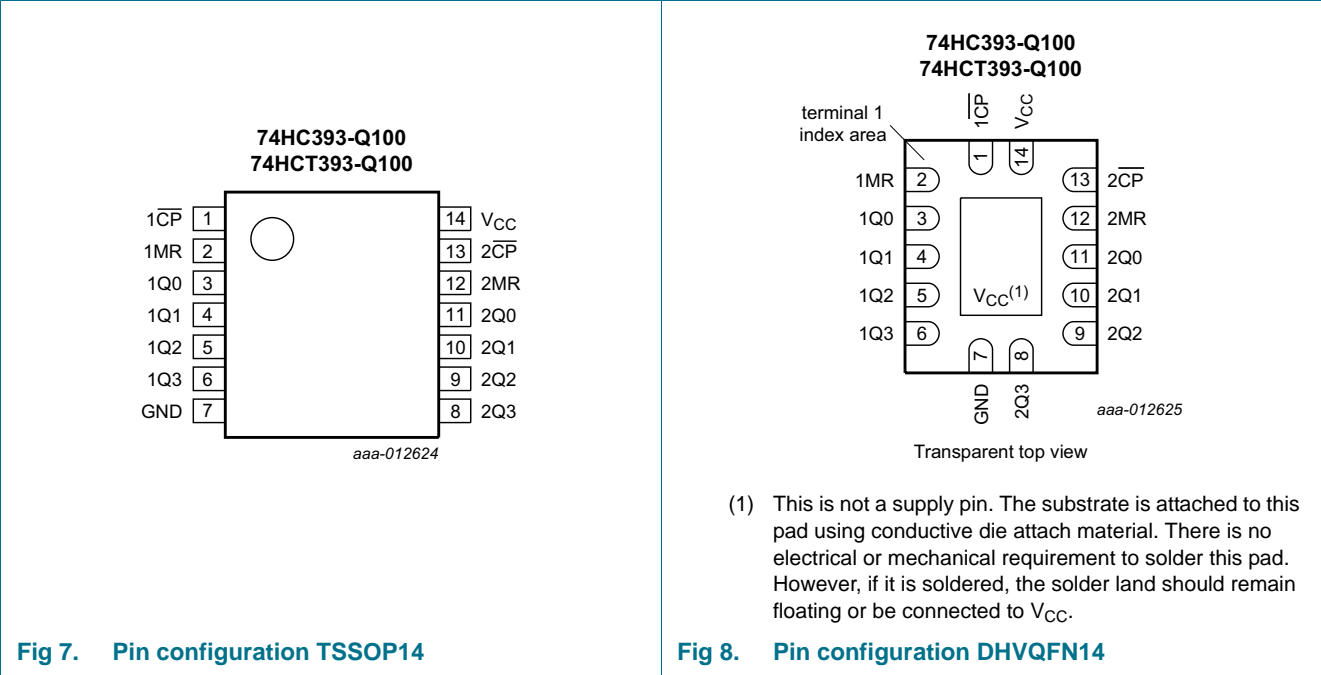 74HC393-Q100
74HCT393-Q100
1C̅P̅ 1
1MR 2
1Q0 3
1Q1 4
1Q2 5
1Q3 6
GND 7
14 VCC
13 2C̅P̅
12 2MR
11 2Q0
10 2Q1
9 2Q2
8 2Q3
aaa-012624
Fig 7. Pin configuration TSSOP14
74HC393-Q100
74HCT393-Q100
terminal 1
index area
1̅C̅P̅ 1
VCC 14
1MR 2
1Q0 3
1Q1 4
1Q2 5
1Q3 6
13 2C̅P̅
12 2MR
11 2Q0
10 2Q1
9 2Q2
VCC(1)
7 GND
8 2Q3
aaa-012625
Transparent top view
(1) This is not a supply pin. The substrate is attached to this
pad using conductive die attach material. There is no
electrical or mechanical requirement to solder this pad.
However, if it is soldered, the solder land should remain
floating or be connected to VCC.
Fig 8. Pin configuration DHVQFN14